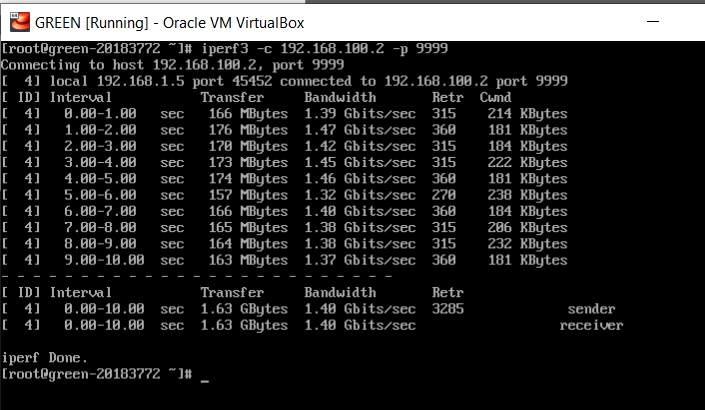 GREEN [Running] - Oracle VM VirtualBox
[root@green-20183772 ~]# iperf3 -c 192.168.100.2 -p 9999
Connecting to host 192.168.100.2, port 9999
[  4] local 192.168.1.5 port 45452 connected to 192.168.100.2 port 9999
[ ID] Interval           Transfer     Bandwidth       Retr  Cwnd
[  4]   0.00-1.00   sec   166 MBytes  1.39 Gbits/sec  315    214 KBytes
[  4]   1.00-2.00   sec   176 MBytes  1.47 Gbits/sec  360    181 KBytes
[  4]   2.00-3.00   sec   170 MBytes  1.42 Gbits/sec  315    184 KBytes
[  4]   3.00-4.00   sec   173 MBytes  1.45 Gbits/sec  315    222 KBytes
[  4]   4.00-5.00   sec   174 MBytes  1.46 Gbits/sec  360    181 KBytes
[  4]   5.00-6.00   sec   157 MBytes  1.32 Gbits/sec  270    238 KBytes
[  4]   6.00-7.00   sec   166 MBytes  1.40 Gbits/sec  360    184 KBytes
[  4]   7.00-8.00   sec   165 MBytes  1.38 Gbits/sec  315    206 KBytes
[  4]   8.00-9.00   sec   164 MBytes  1.38 Gbits/sec  315    232 KBytes
[  4]   9.00-10.00  sec   163 MBytes  1.37 Gbits/sec  360    181 KBytes
- - - - - - - - - - - - - - - - - - - - - - - - -
[ ID] Interval           Transfer     Bandwidth       Retr
[  4]   0.00-10.00  sec  1.63 GBytes  1.40 Gbits/sec  3285             sender
[  4]   0.00-10.00  sec  1.63 GBytes  1.40 Gbits/sec                  receiver
iperf Done.
[root@green-20183772 ~]# _